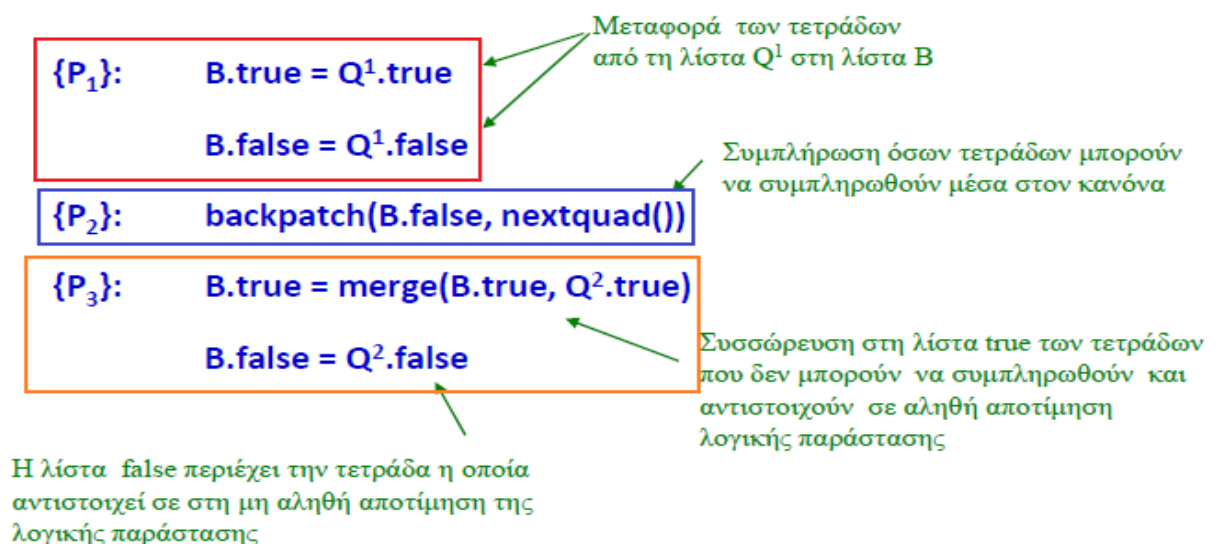 Μεταφορά των τετράδων
από τη λίστα Q¹ στη λίστα B
{P₁}: B.true = Q¹.true
B.false = Q¹.false
Συμπλήρωση όσων τετράδων μπορούν
να συμπληρωθούν μέσα στον κανόνα
{P₂}: backpatch(B.false, nextquad())
{P₃}: B.true = merge(B.true, Q².true)
B.false = Q².false
Συσσώρευση στη λίστα true των τετράδων
που δεν μπορούν να συμπληρωθούν και
αντιστοιχούν σε αληθή αποτίμηση
λογικής παράστασης
Η λίστα false περιέχει την τετράδα η οποία
αντιστοιχεί σε στη μη αληθή αποτίμηση της
λογικής παράστασης